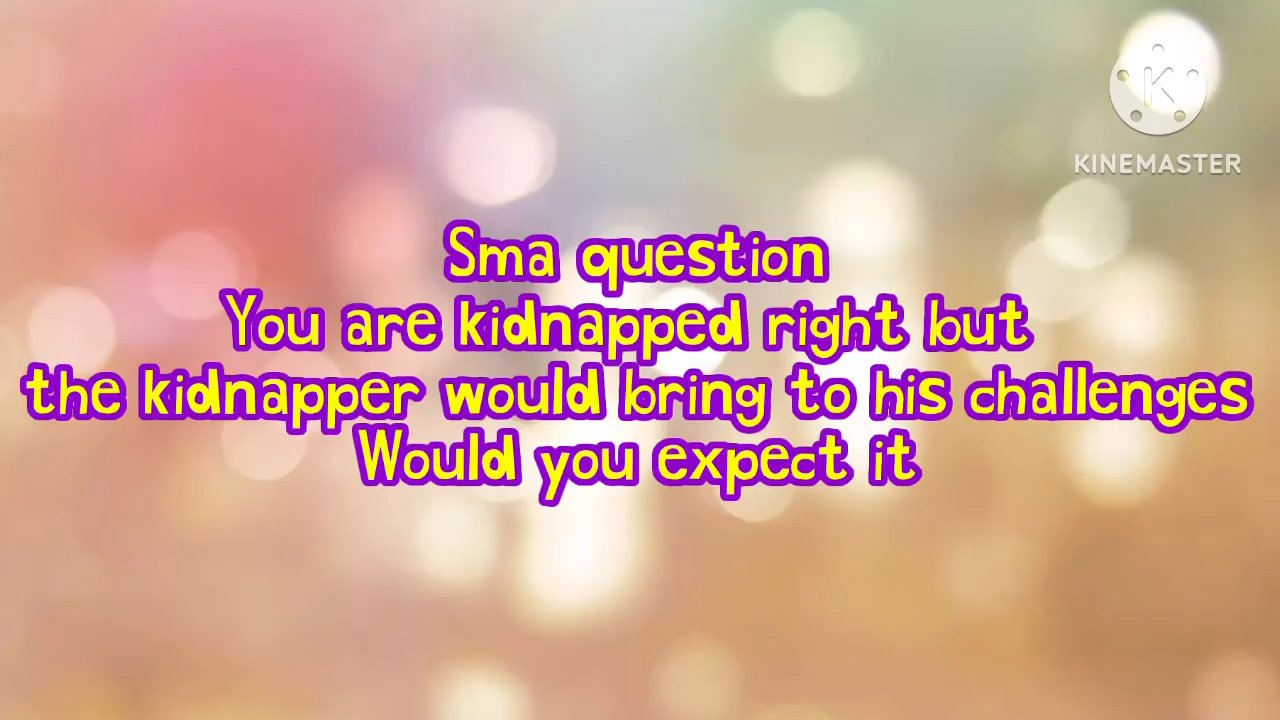 KINEMASTER
Sma question
You are kidnapped right but
the kidnapper would bring to his challenges
Would you expect it